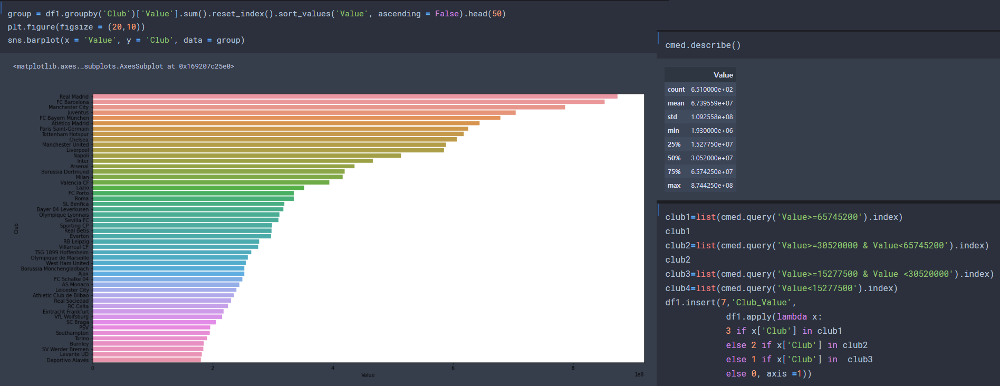 group = df1.groupby('Club')['Value'].sum().reset_index().sort_values('Value', ascending = False).head(50)
plt.figure(figsize = (20,10))
sns.barplot(x = 'Value', y = 'Club', data = group)
<matplotlib.axes._subplots.AxesSubplot at 0x169207c25e0>
Real Madrid
FC Barcelona
Manchester City
Juventus
FC Bayern München
Atlético Madrid
Paris Saint-Germain
Tottenham Hotspur
Chelsea
Manchester United
Liverpool
Napoli
Inter
Arsenal
Borussia Dortmund
Milan
Valencia CF
Lazio
FC Porto
Roma
SL Benfica
Bayer 04 Leverkusen
Olympique Lyonnais
Sevilla FC
Sporting CP
Real Betis
Everton
RB Leipzig
Villarreal CF
TSG 1899 Hoffenheim
Olympique de Marseille
West Ham United
Borussia Mönchengladbach
Ajax
FC Schalke 04
AS Monaco
Leicester City
Athletic Club de Bilbao
Real Sociedad
RC Celta
Eintracht Frankfurt
VfL Wolfsburg
SC Braga
PSV
Southampton
Torino
Burnley
SV Werder Bremen
Levante UD
Deportivo Alavés
Club
0 2 4 6 8
Value
1e8
cmed.describe()
Value
count 6.510000e+02
mean 6.739559e+07
std 1.092558e+08
min 1.930000e+06
25% 1.527750e+07
50% 3.052000e+07
75% 6.574250e+07
max 8.744250e+08
club1=list(cmed.query('Value>=65745200').index)
club1
club2=list(cmed.query('Value>=30520000 & Value<65745200').index)
club2
club3=list(cmed.query('Value>=15277500 & Value <30520000').index)
club4=list(cmed.query('Value<15277500').index)
df1.insert(7,'Club_Value',
df1.apply(lambda x:
3 if x['Club'] in club1
else 2 if x['Club'] in club2
else 1 if x['Club'] in  club3
else 0, axis =1))